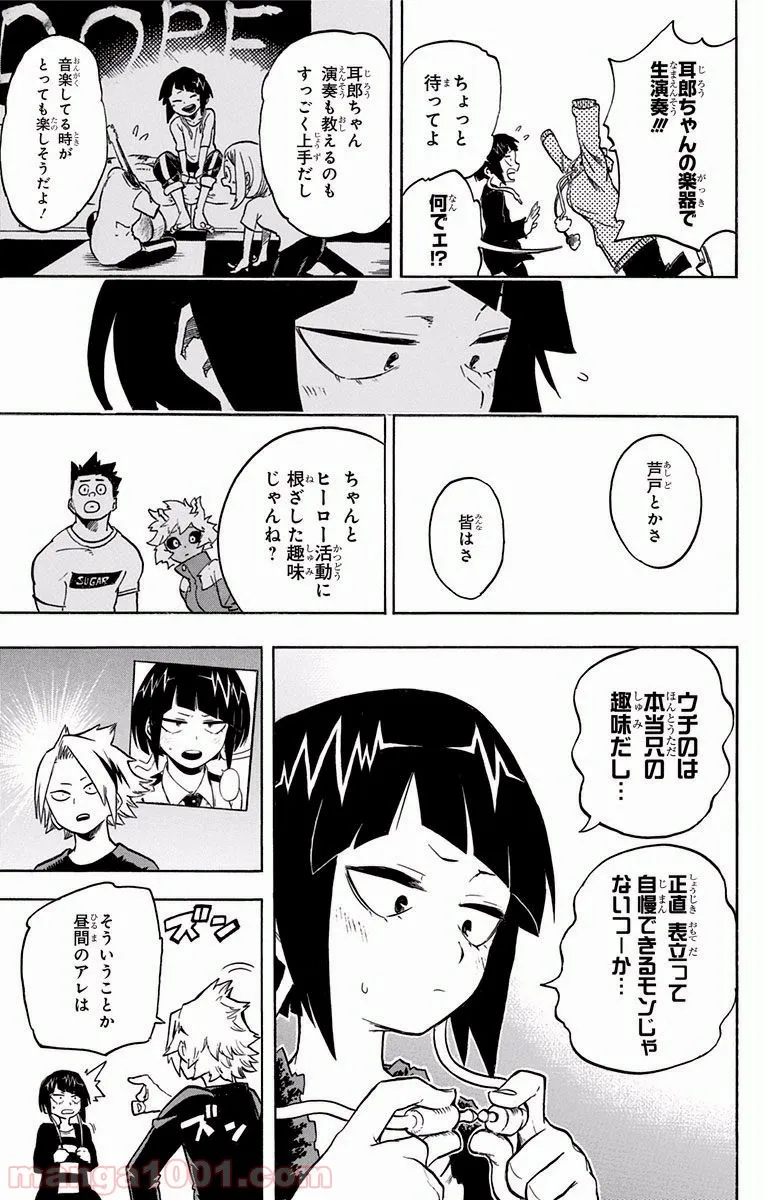 耳郎ちゃんの楽器で
生演奏!!!
ちょっと
待ってよ
何でェ!?
DOPE
耳郎ちゃん
演奏も教えるのも
すっごく上手だし
音楽してる時が
とっても楽しそうだよ!
芦戸とかさ
皆はさ
ちゃんと
ヒーロー活動に
根ざした趣味
じゃんね?
SUGAR
ウチのは
本当只の
趣味だし…
正直 表立って
自慢できるモンじゃ
ないつーか…
そういうことか
昼間のアレは
ズン
ズン
manga1001.com